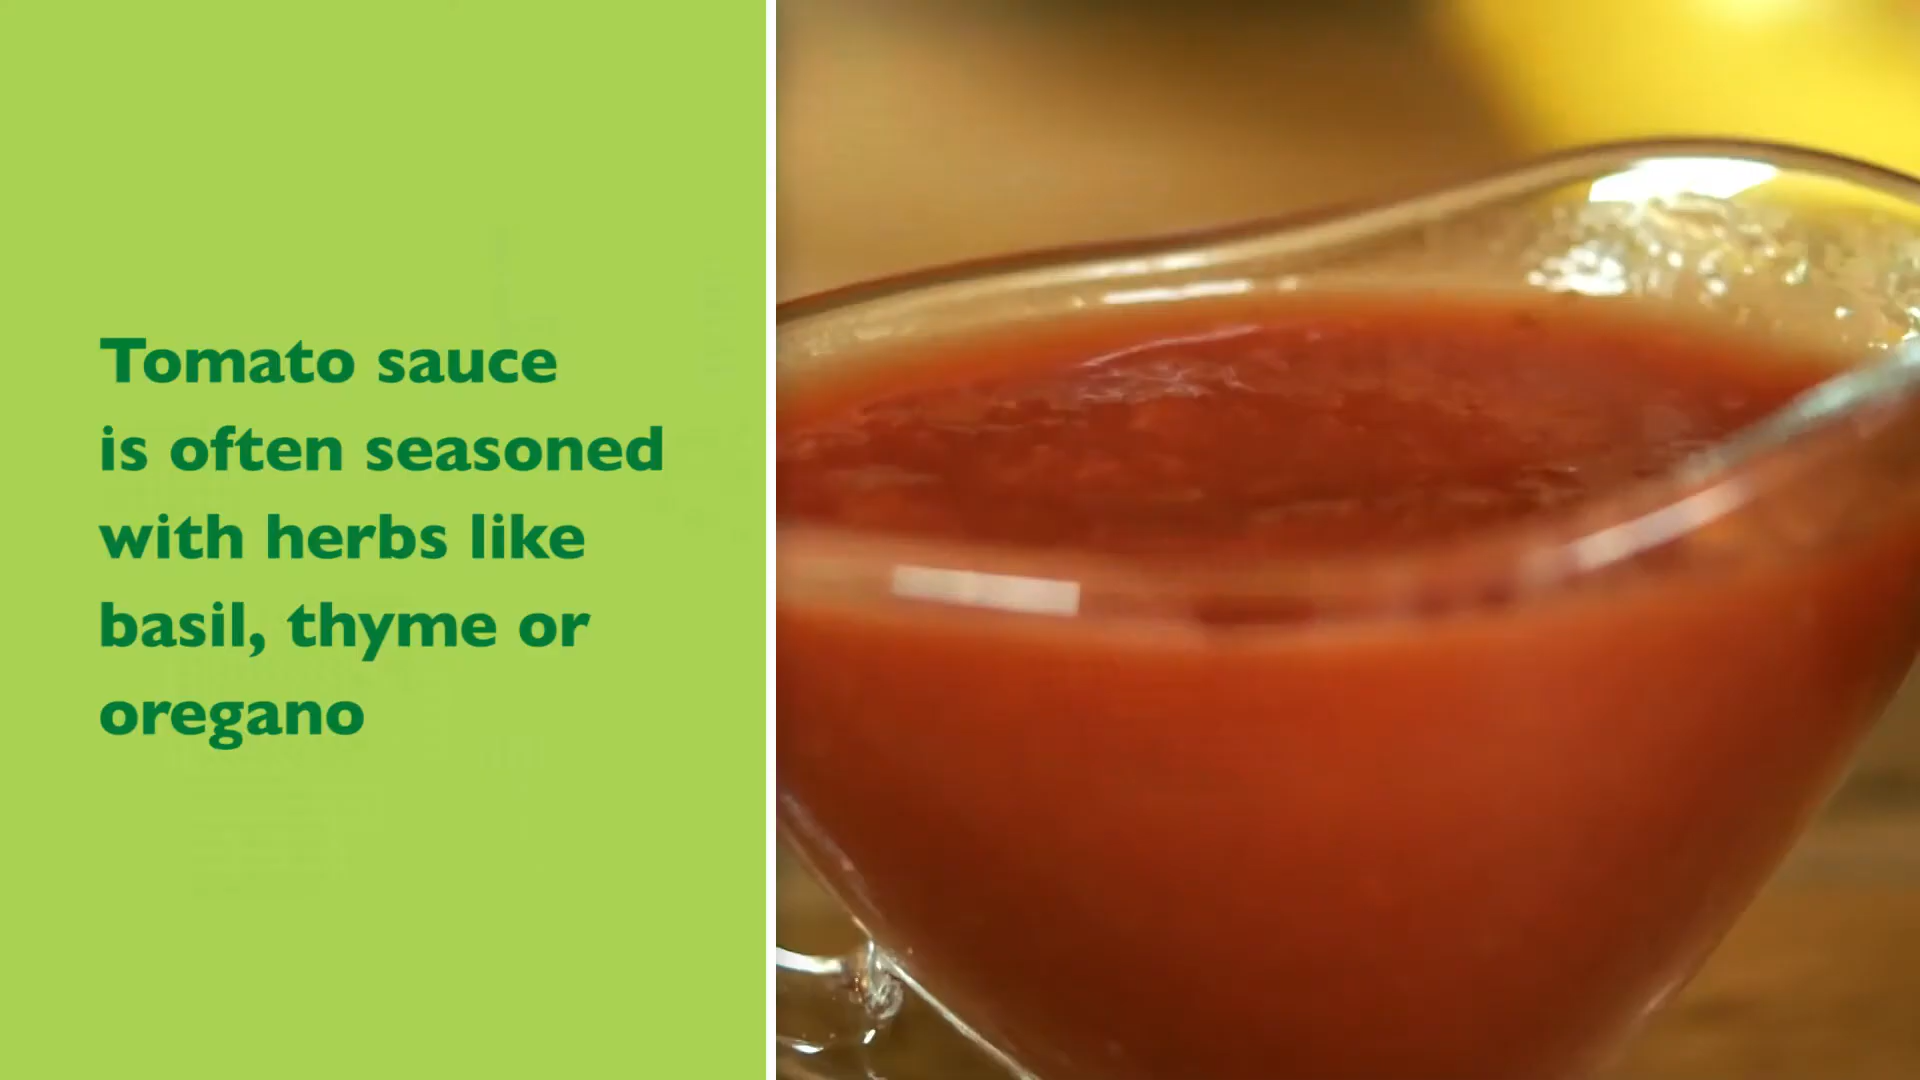 Tomato sauce
is often seasoned
with herbs like
basil, thyme or
oregano